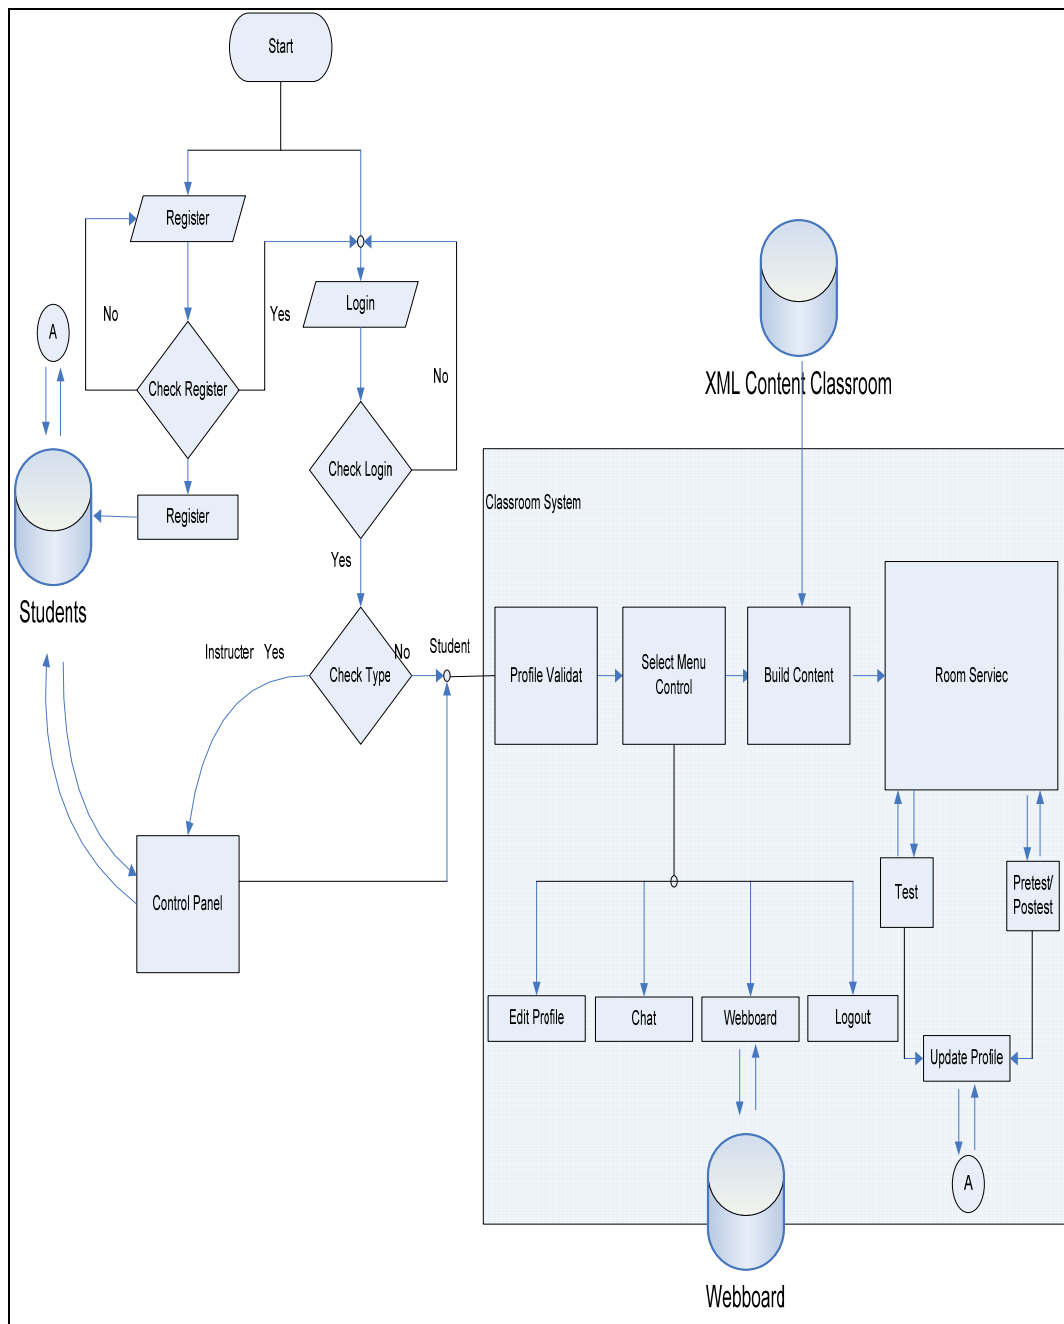 Start
Register
Login
No
Yes
A
No
Check Register
XML Content Classroom
Check Login
Classroom System
Register
Yes
Students
Instructer Yes
No
Student
Check Type
Profile Validat
Select Menu
Control
Build Content
Room Serviec
Control Panel
Test
Pretest/
Postest
Edit Profile
Chat
Webboard
Logout
Update Profile
A
Webboard